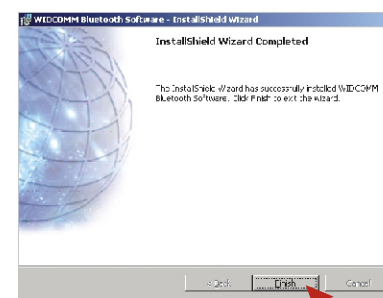 WIDCOMM Bluetooth Software - InstallShield Wizard
InstallShield Wizard Completed
The InstallShield Wizard has successfully installed WIDCOMM
Bluetooth Software. Click Finish to exit the wizard.
< Back
Finish
Cancel